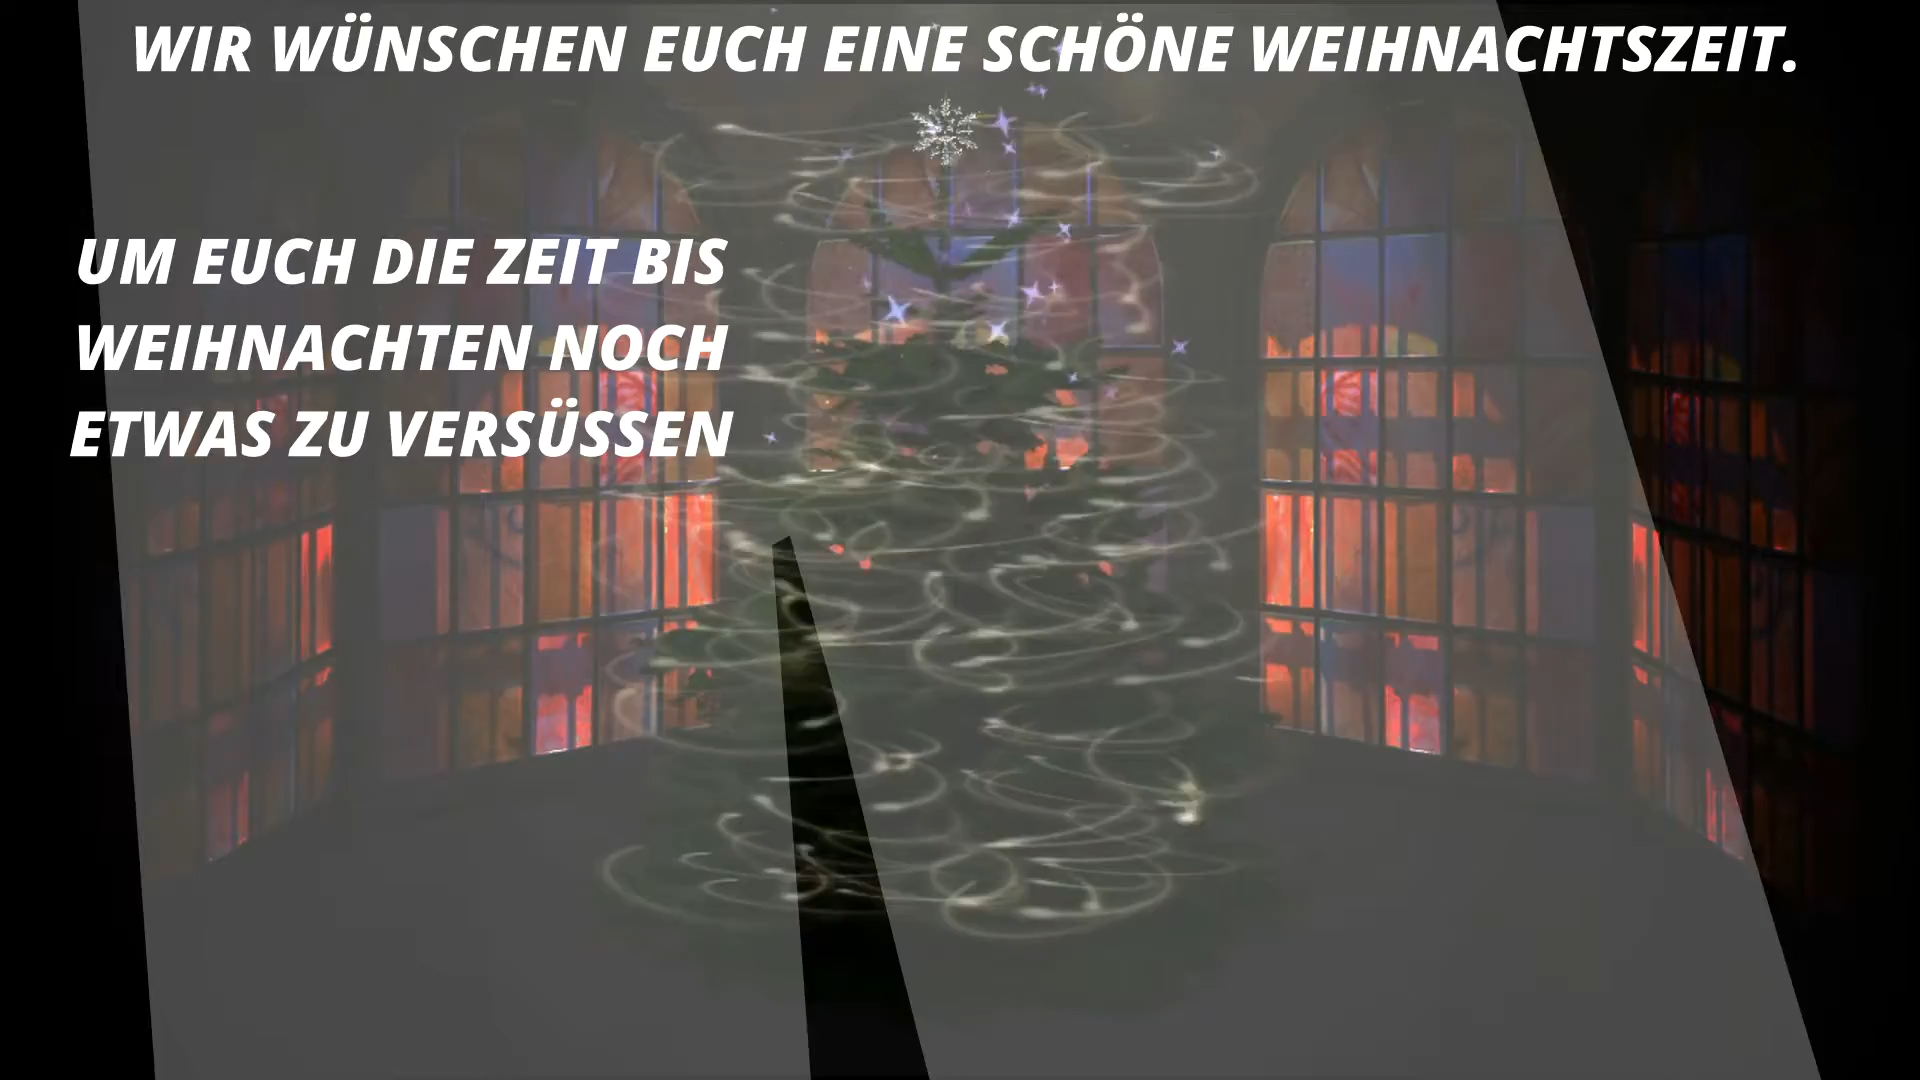 WIR WÜNSCHEN EUCH EINE SCHÖNE WEIHNACHTSZEIT.
UM EUCH DIE ZEIT BIS
WEIHNACHTEN NOCH
ETWAS ZU VERSÜSSEN